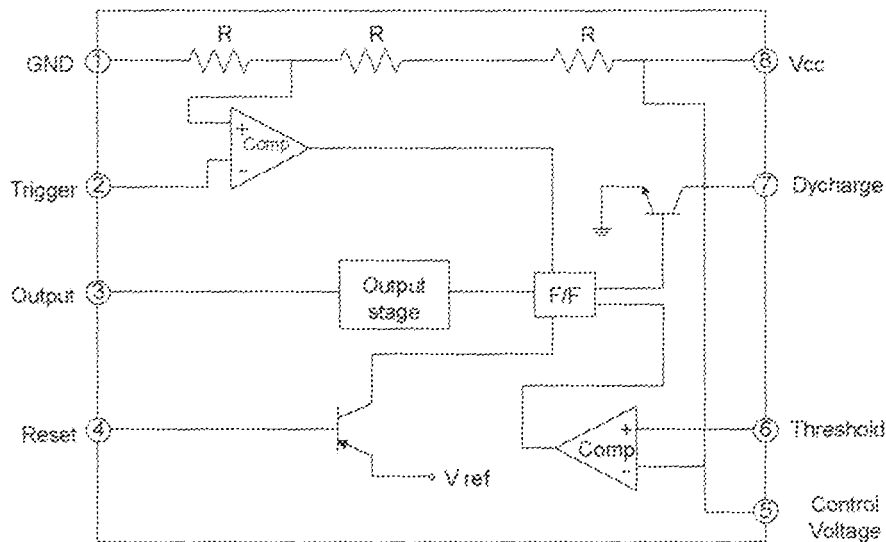 R R R
GND 1 8 Vcc
+
Comp
-
Trigger 2 7 Dycharge
Output 3 Output F/F
stage
Reset 4 + 6 Threshold
Comp
-
V ref
5 Control
Voltage